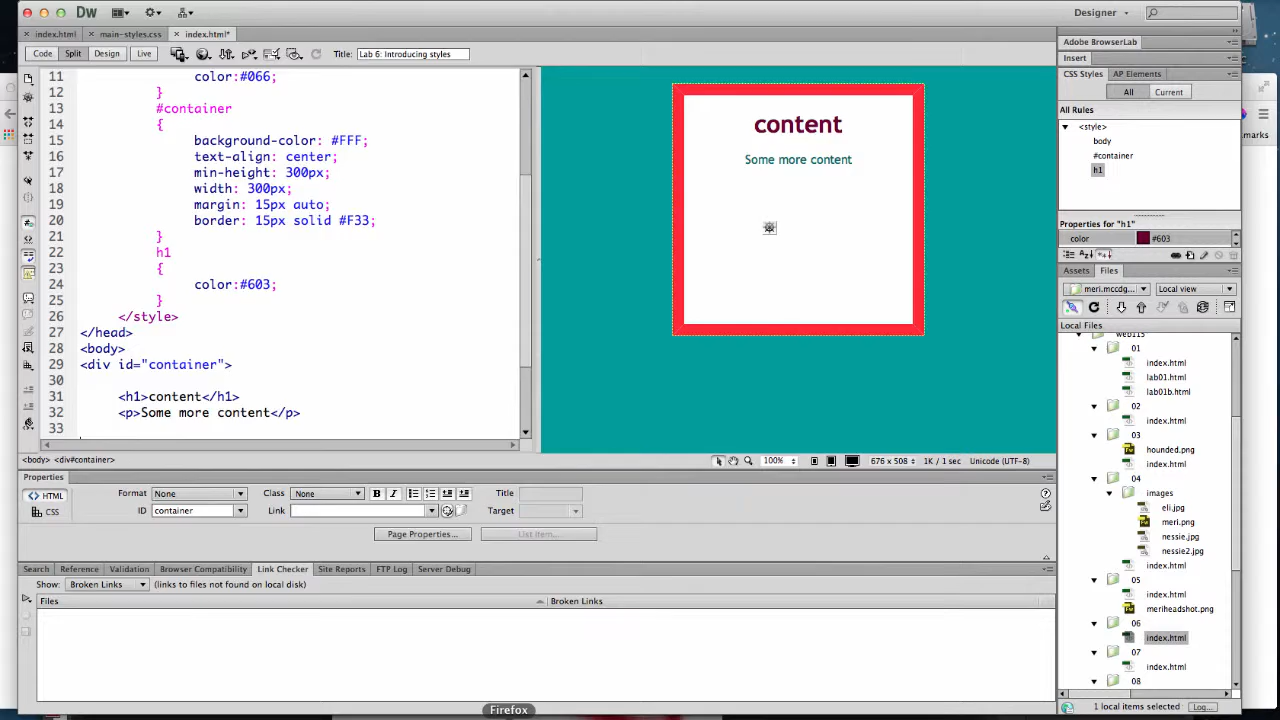 Dw Designer
index.html main-styles.css index.html*
Code Split Design Live Title: Lab 6: Introducing styles
11 color:#066;
12 }
13 #container
14 {
15 background-color: #FFF;
16 text-align: center;
17 min-height: 300px;
18 width: 300px;
19 margin: 15px auto;
20 border: 15px solid #F33;
21 }
22 h1
23 {
24 color:#603;
25 }
26 </style>
27 </head>
28 <body>
29 <div id="container">
30
31 <h1>content</h1>
32 <p>Some more content</p>
33
content
Some more content
<body> <div#container>
100% 676 x 508 1K / 1 sec Unicode (UTF-8)
Adobe BrowserLab
Insert
CSS Styles AP Elements
All Current
All Rules
<style>
body
#container
h1
Properties for "h1"
color #603
Assets Files
meri.mccdg... Local view
Local Files
web115
01
index.html
lab01.html
lab01b.html
02
index.html
03
hounded.png
index.html
04
images
eli.jpg
meri.png
nessie.jpg
nessie2.jpg
index.html
05
index.html
meriheadshot.png
06
index.html
07
index.html
08
1 local items selected Log...
marks
Properties
HTML Format None Class None B I Title
CSS ID container Link Target
Page Properties... List Item...
Search Reference Validation Browser Compatibility Link Checker Site Reports FTP Log Server Debug
Show: Broken Links (links to files not found on local disk)
Files Broken Links
Firefox